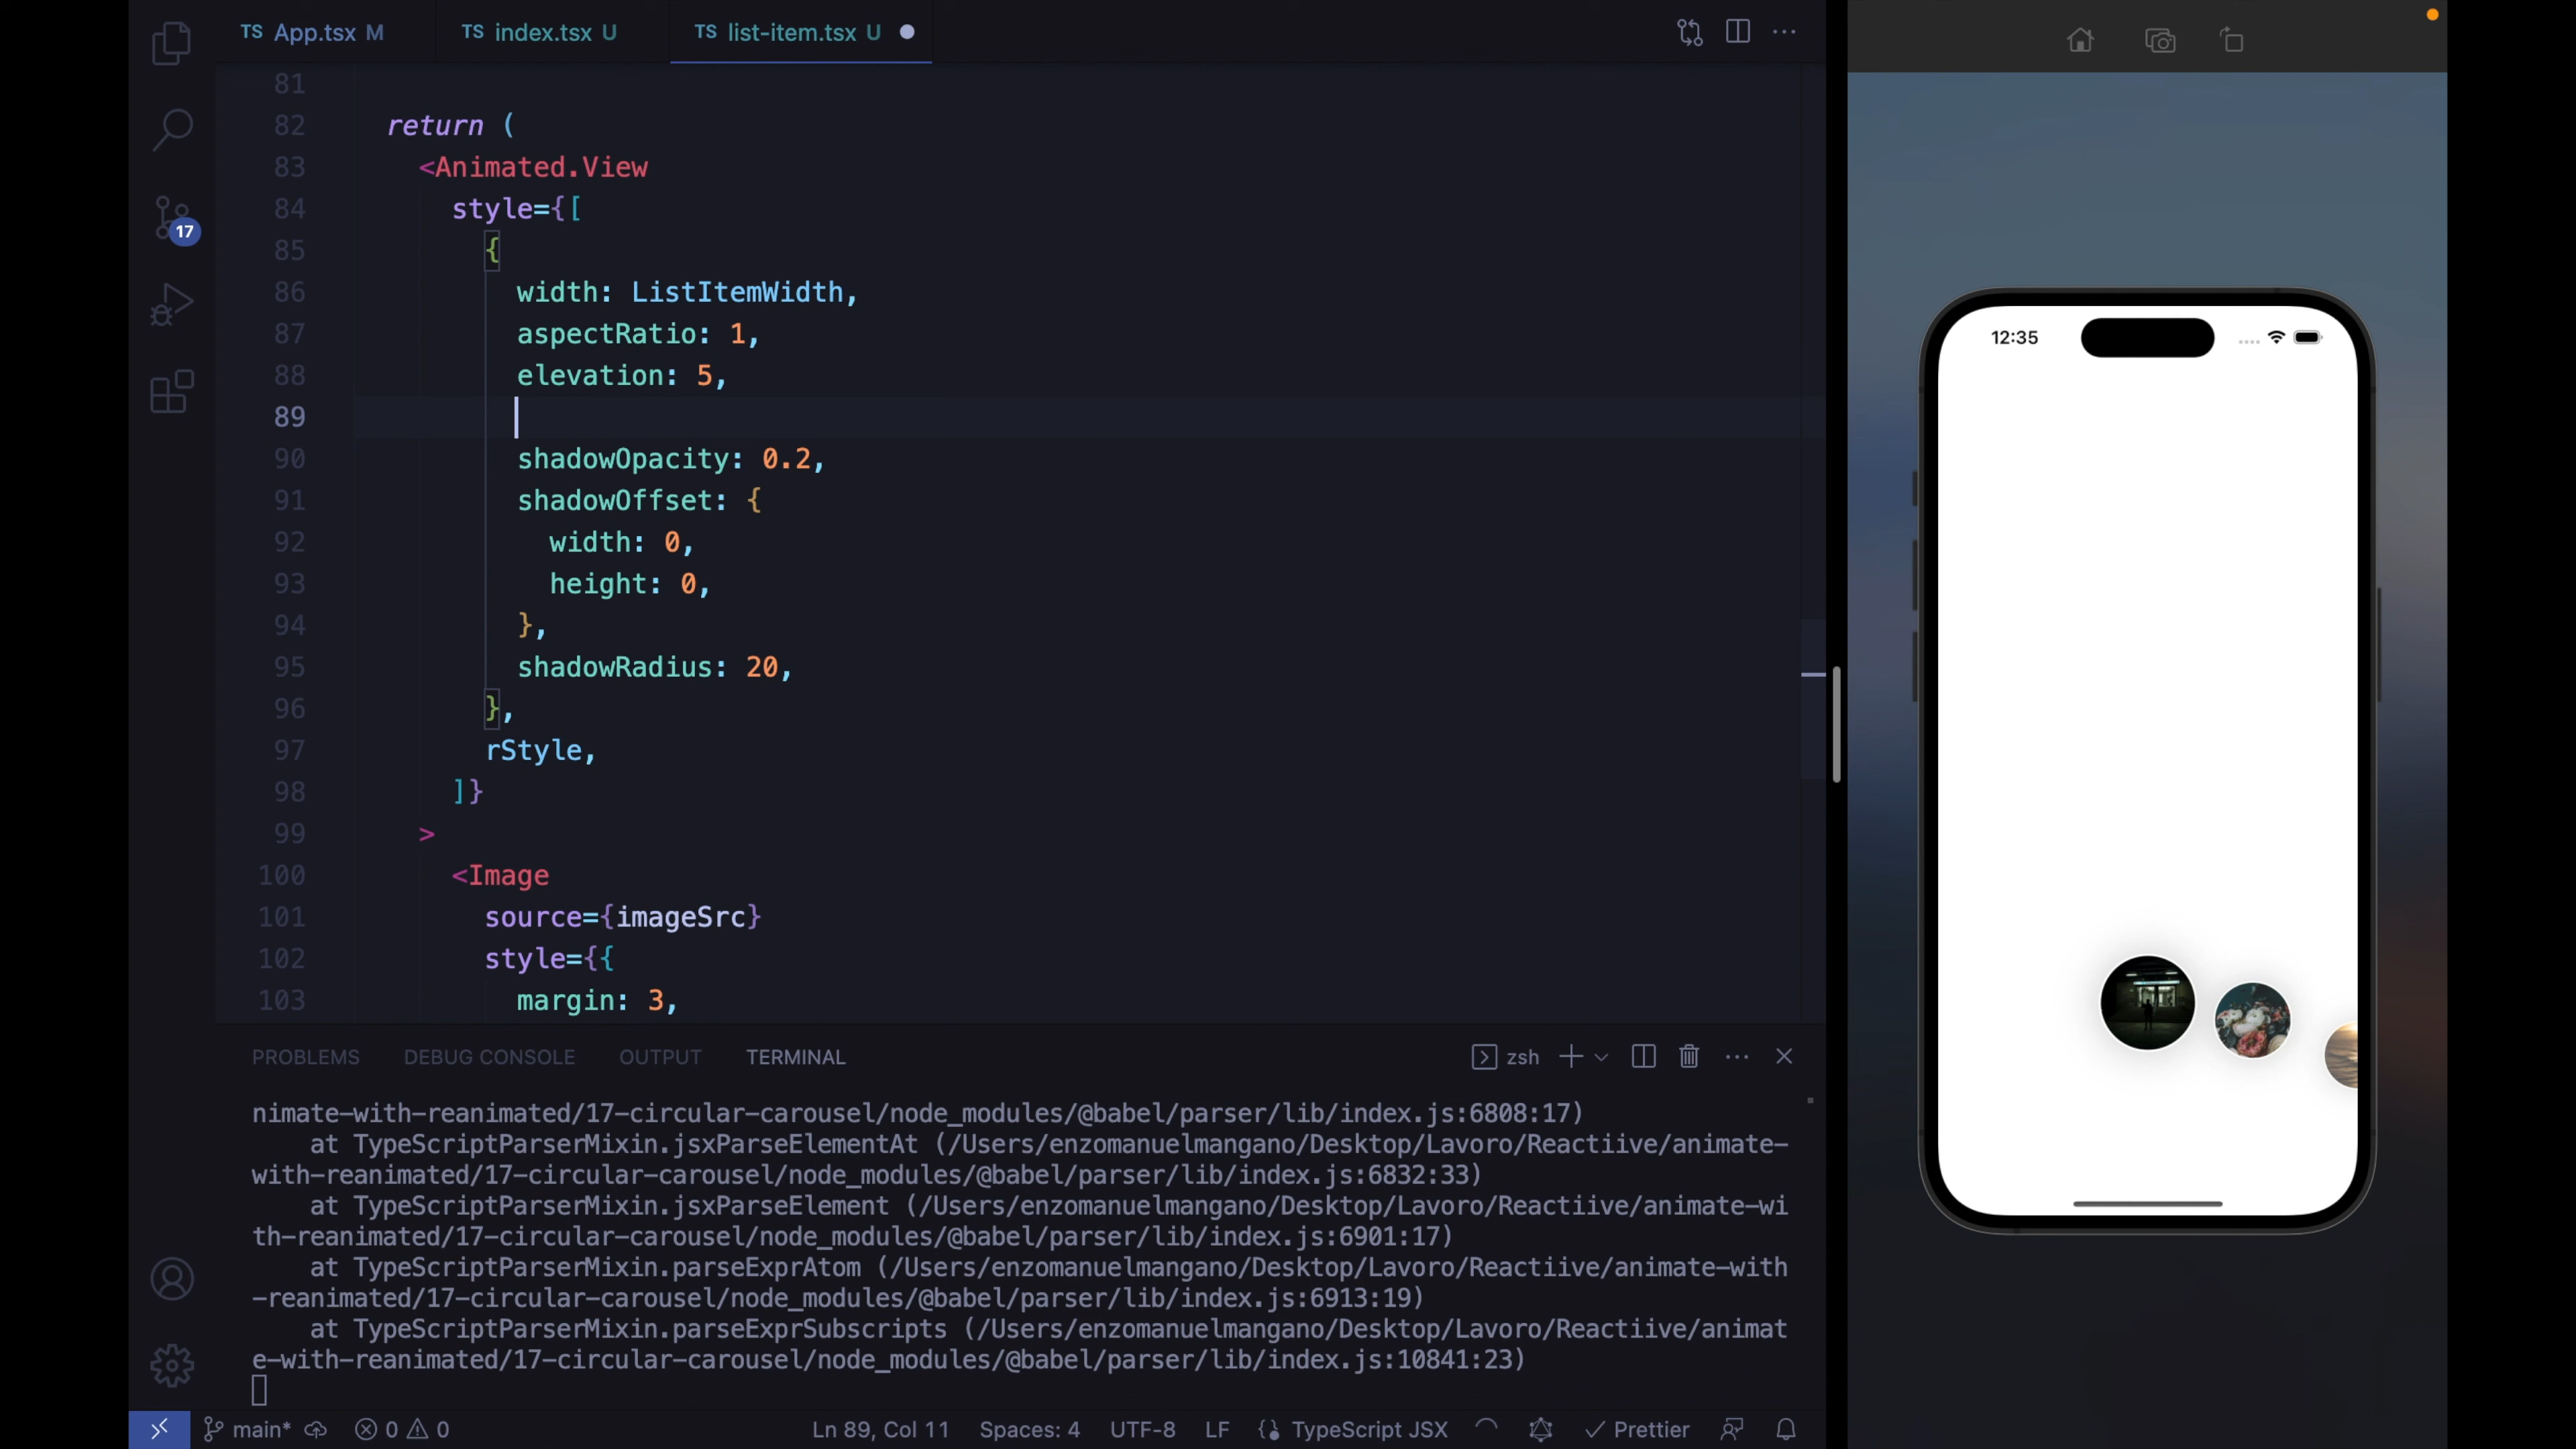 TS App.tsx M
TS index.tsx U
TS list-item.tsx U
81
82 return (
83 <Animated.View
84 style={[
85 {
86 width: ListItemWidth,
87 aspectRatio: 1,
88 elevation: 5,
89
90 shadowOpacity: 0.2,
91 shadowOffset: {
92 width: 0,
93 height: 0,
94 },
95 shadowRadius: 20,
96 },
97 rStyle,
98 ]}
99 >
100 <Image
101 source={imageSrc}
102 style={{
103 margin: 3,
17
PROBLEMS DEBUG CONSOLE OUTPUT TERMINAL zsh
nimate-with-reanimated/17-circular-carousel/node_modules/@babel/parser/lib/index.js:6808:17)
at TypeScriptParserMixin.jsxParseElementAt (/Users/enzomanuelmangano/Desktop/Lavoro/Reactiive/animate-
with-reanimated/17-circular-carousel/node_modules/@babel/parser/lib/index.js:6832:33)
at TypeScriptParserMixin.jsxParseElement (/Users/enzomanuelmangano/Desktop/Lavoro/Reactiive/animate-wi
th-reanimated/17-circular-carousel/node_modules/@babel/parser/lib/index.js:6901:17)
at TypeScriptParserMixin.parseExprAtom (/Users/enzomanuelmangano/Desktop/Lavoro/Reactiive/animate-with
-reanimated/17-circular-carousel/node_modules/@babel/parser/lib/index.js:6913:19)
at TypeScriptParserMixin.parseExprSubscripts (/Users/enzomanuelmangano/Desktop/Lavoro/Reactiive/animat
e-with-reanimated/17-circular-carousel/node_modules/@babel/parser/lib/index.js:10841:23)
main* 0 0 Ln 89, Col 11 Spaces: 4 UTF-8 LF TypeScript JSX Prettier
12:35